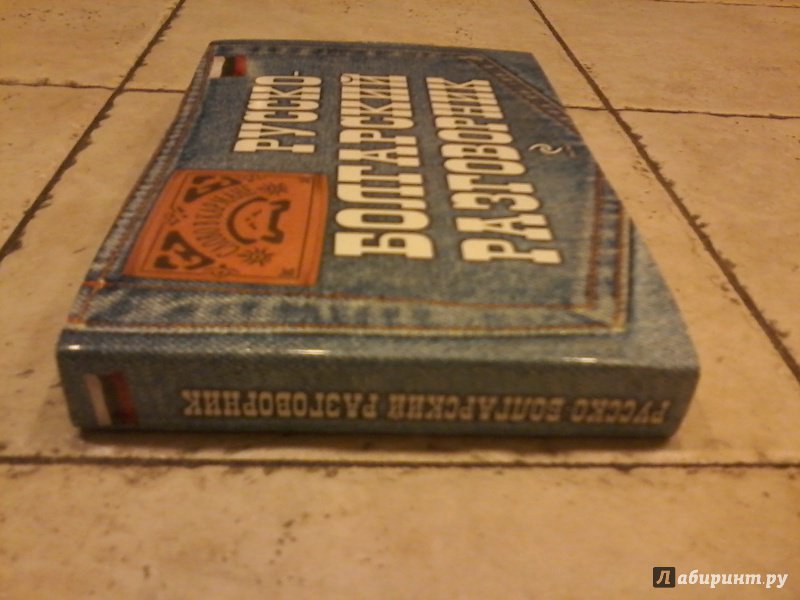 РУССКО-
БОЛГАРСКИЙ
РАЗГОВОРНИК
РУССКО-БОЛГАРСКИЙ РАЗГОВОРНИК
Лабиринт.ру